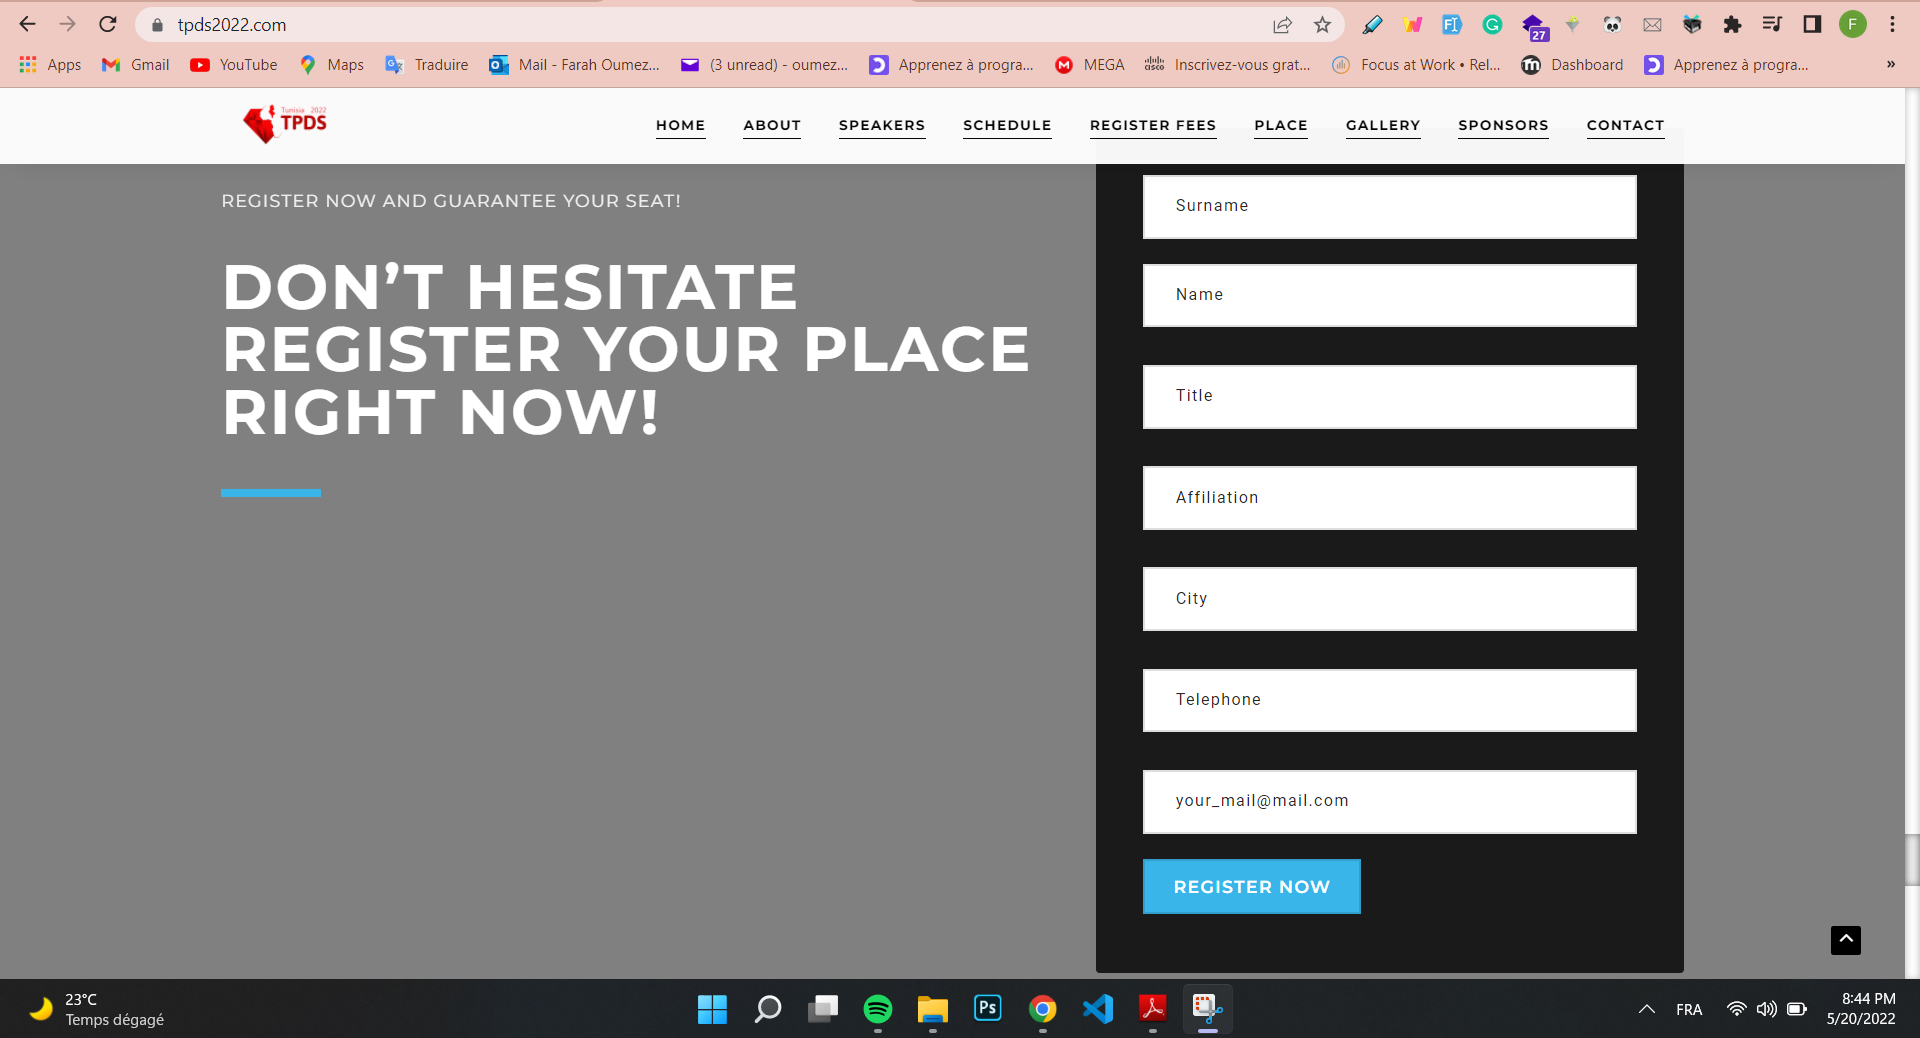 tpds2022.com
27
F
Apps
Gmail
YouTube
Maps
Traduire
Mail - Farah Oumez...
(3 unread) - oumez...
Apprenez à progra...
MEGA
Inscrivez-vous grat...
Focus at Work • Rel...
Dashboard
Apprenez à progra...
»
Tunisia 2022
TPDS
HOME
ABOUT
SPEAKERS
SCHEDULE
REGISTER FEES
PLACE
GALLERY
SPONSORS
CONTACT
REGISTER NOW AND GUARANTEE YOUR SEAT!
DON’T HESITATE
REGISTER YOUR PLACE
RIGHT NOW!
Surname
Name
Title
Affiliation
City
Telephone
your_mail@mail.com
REGISTER NOW
23°C
Temps dégagé
Ps
FRA
8:44 PM
5/20/2022